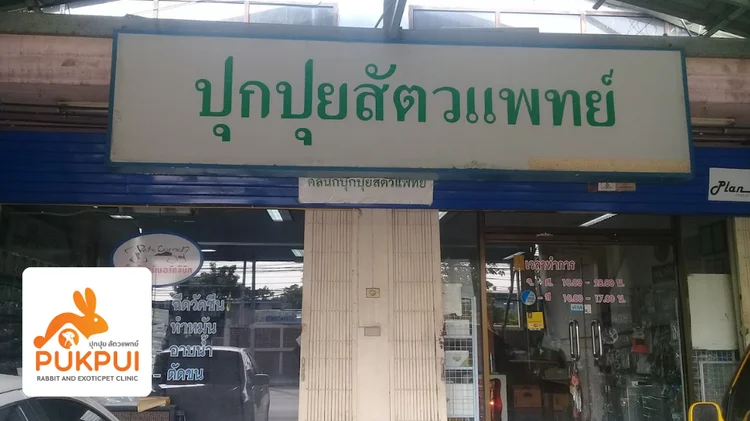 ปุกปุยสัตวแพทย์
คลินิกปุกปุยสัตวแพทย์
Plan
เวลาทำการ
10.00 - 20.00 น.
10.00 - 17.00 น.
ฉีดวัคซีน
ทำหมัน
อาบน้ำ
- ตัดขน
ปุกปุย สัตวแพทย์
PUKPUI
RABBIT AND EXOTICPET CLINIC